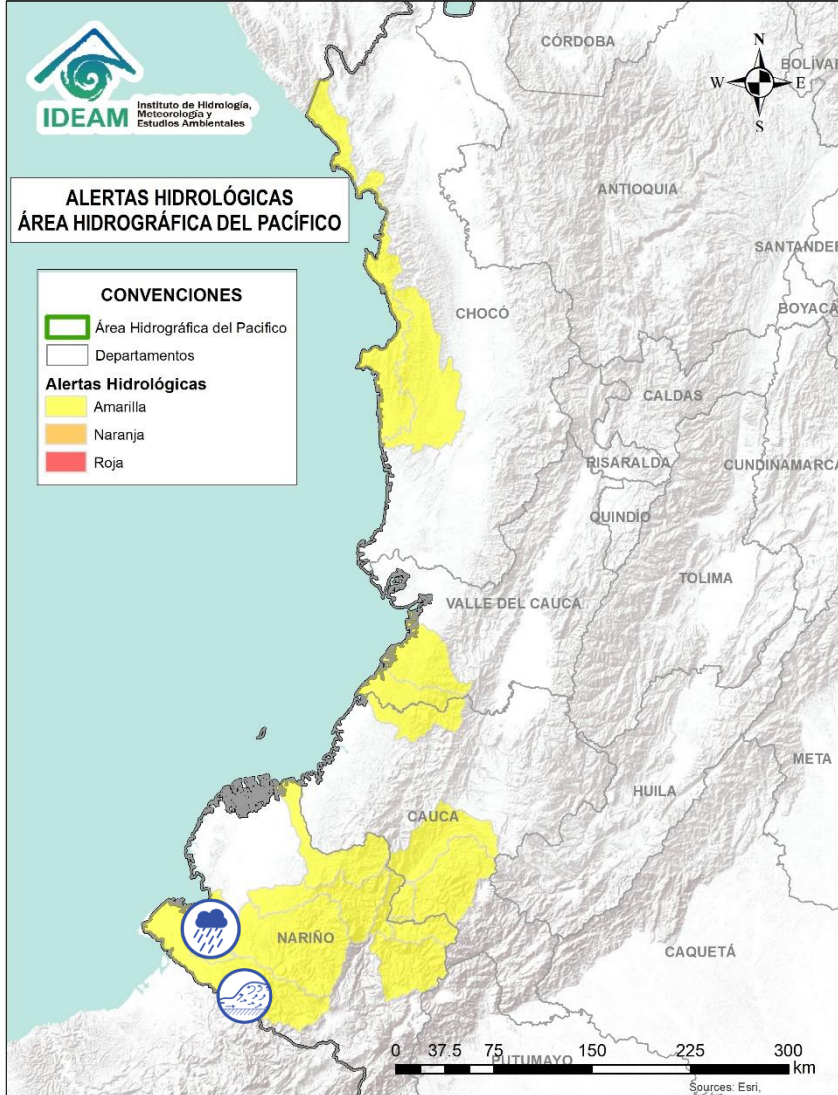 IDEAM
Instituto de Hidrología,
Meteorología y
Estudios Ambientales
ALERTAS HIDROLÓGICAS
ÁREA HIDROGRÁFICA DEL PACÍFICO
CONVENCIONES
Área Hidrográfica del Pacifico
Departamentos
Alertas Hidrológicas
Amarilla
Naranja
Roja
N
W
E
S
CÓRDOBA
BOLÍVAR
ANTIOQUIA
SANTANDER
BOYACÁ
CHOCÓ
CALDAS
RISARALDA
CUNDINAMARCA
QUINDÍO
TOLIMA
VALLE DEL CAUCA
META
HUILA
CAUCA
NARIÑO
CAQUETÁ
PUTUMAYO
0 37.5 75 150 225 300
km
Sources: Esri,